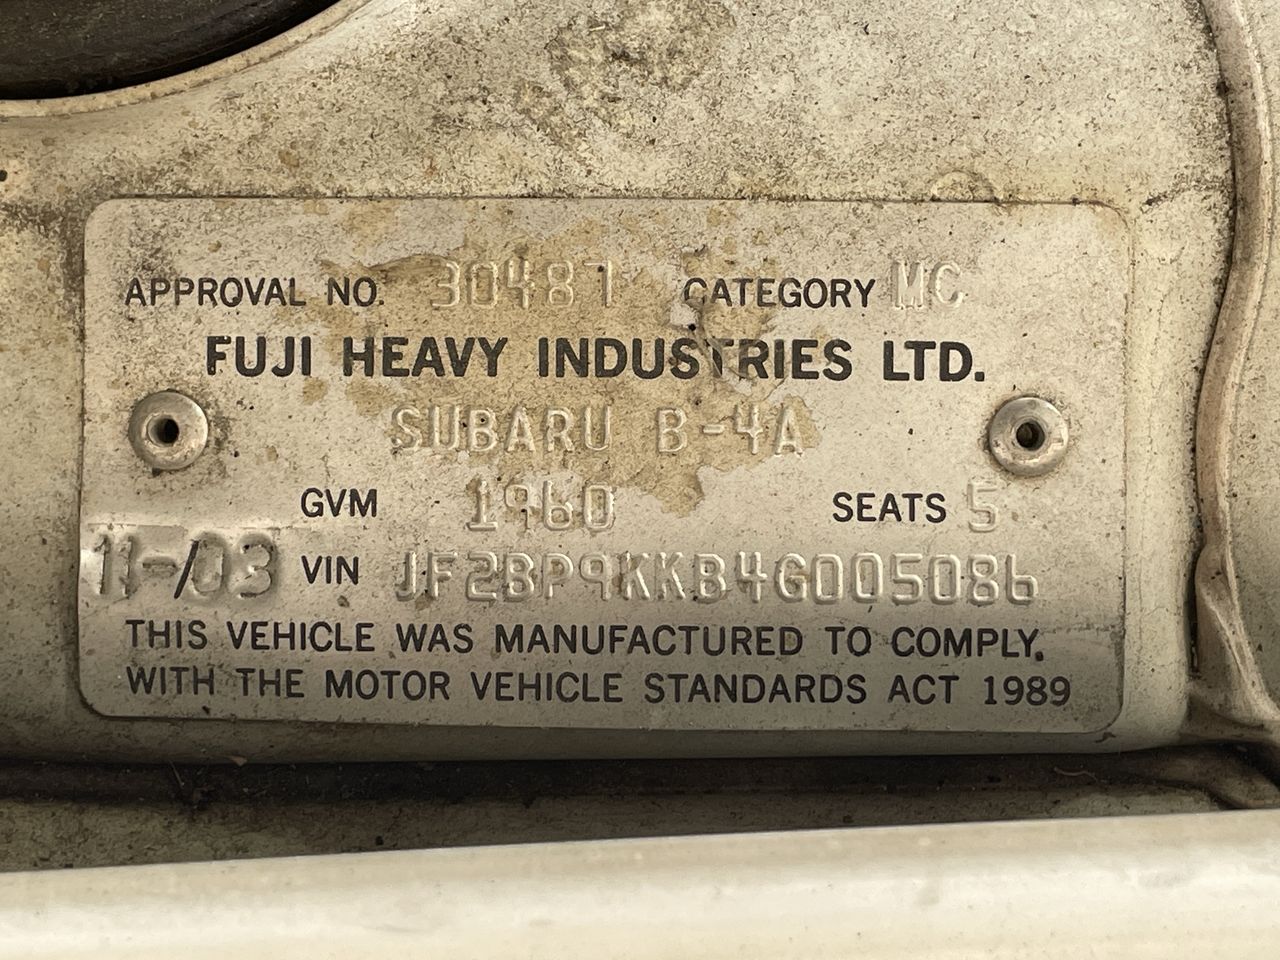 APPROVAL NO. 30487 CATEGORY MC
FUJI HEAVY INDUSTRIES LTD.
SUBARU B-4A
GVM 1960 SEATS 5
11-/03 VIN JF2BP9KKB4G005086
THIS VEHICLE WAS MANUFACTURED TO COMPLY.
WITH THE MOTOR VEHICLE STANDARDS ACT 1989